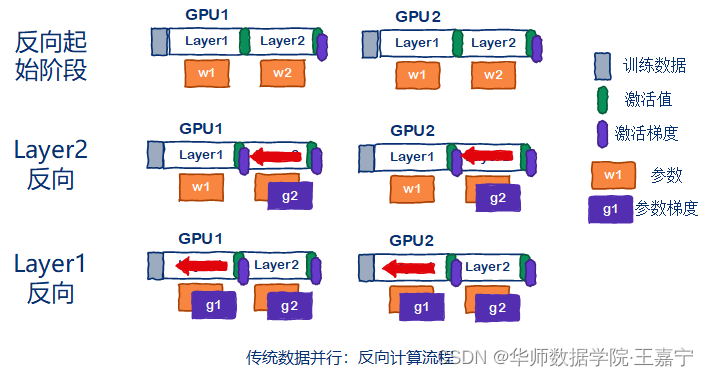 GPU1
GPU2
反向起
始阶段
Layer1
Layer2
Layer1
Layer2
w1
w2
w1
w2
训练数据
激活值
激活梯度
w1
参数
g1
参数梯度
Layer2
反向
GPU1
GPU2
Layer1
Layer1
w1
g2
w1
g2
Layer1
反向
GPU1
GPU2
Layer2
Layer2
g1
g2
g1
g2
传统数据并行：反向计算流程
CSDN @华师数据学院·王嘉宁